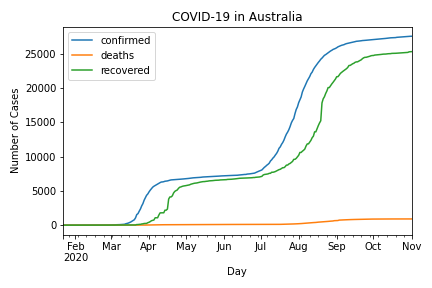 COVID-19 in Australia
confirmed
deaths
recovered
Number of Cases
25000
20000
15000
10000
5000
0
Feb Mar Apr May Jun Jul Aug Sep Oct Nov
2020
Day